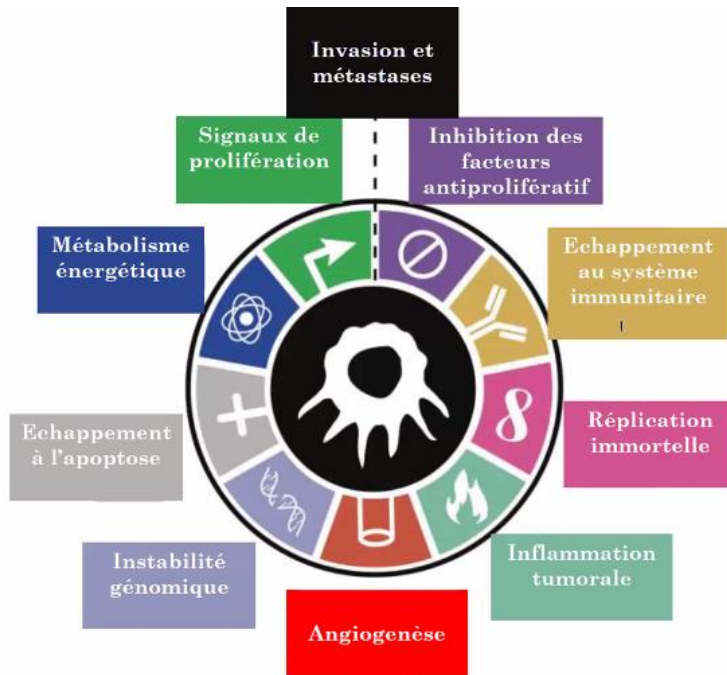 Invasion et
métastases
Signaux de
prolifération
Inhibition des
facteurs
antiprolifératif
Métabolisme
énergétique
Echappement
au système
immunitaire
Echappement
à l'apoptose
Réplication
immortelle
Instabilité
génomique
Inflammation
tumorale
Angiogenèse